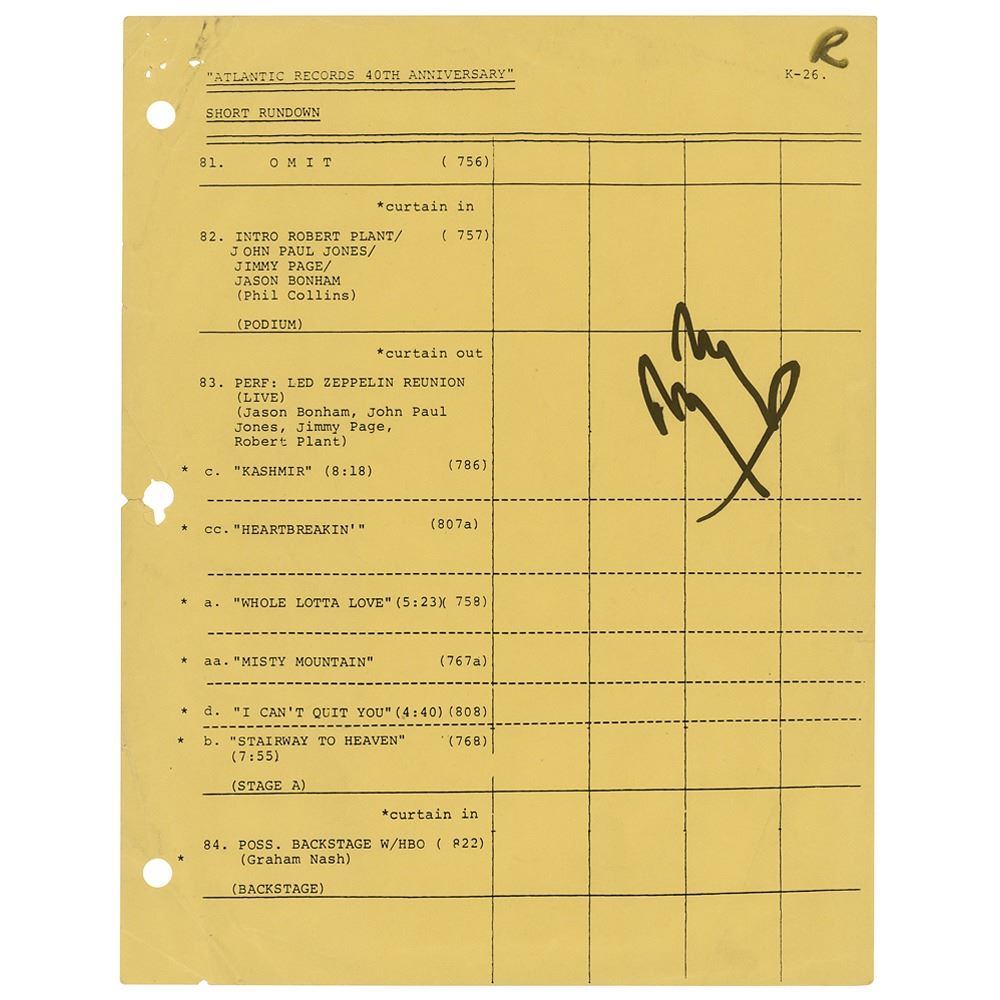 R
"ATLANTIC RECORDS 40TH ANNIVERSARY" K-26.
SHORT RUNDOWN
81. O M I T ( 756)
*curtain in
82. INTRO ROBERT PLANT/ ( 757)
JOHN PAUL JONES/
JIMMY PAGE/
JASON BONHAM
(Phil Collins)
(PODIUM)
*curtain out
83. PERF: LED ZEPPELIN REUNION
(LIVE)
(Jason Bonham, John Paul
Jones, Jimmy Page,
Robert Plant)
* c. "KASHMIR" (8:18) (786)
* cc. "HEARTBREAKIN'" (807a)
* a. "WHOLE LOTTA LOVE" (5:23)( 758)
* aa. "MISTY MOUNTAIN" (767a)
* d. "I CAN'T QUIT YOU" (4:40) (808)
* b. "STAIRWAY TO HEAVEN" (768)
(7:55)
(STAGE A)
*curtain in
84. POSS. BACKSTAGE W/HBO ( 822)
* (Graham Nash)
(BACKSTAGE)